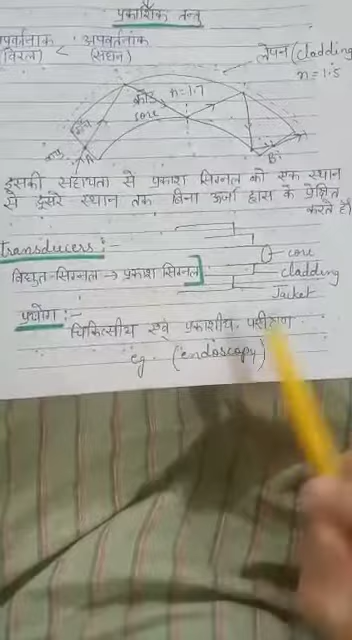 प्रकाशिक तन्तु
अपवर्तनांक < अपवर्तनांक
(विरल) (सघन)
लेपन (cladding)
n = 1.5
क्रोड n = 1.7
core
A
B
इसकी सहायता से प्रकाश सिग्नल को एक स्थान
से दूसरे स्थान तक बिना ऊर्जा ह्रास के प्रेषित
करते है।
Transducers :-
core
विद्युत-सिग्नल → प्रकाश सिग्नल
cladding
Jacket
प्रयोग :-
चिकित्सीय एवं प्रकाशीय परीक्षण
eg. (endoscopy)